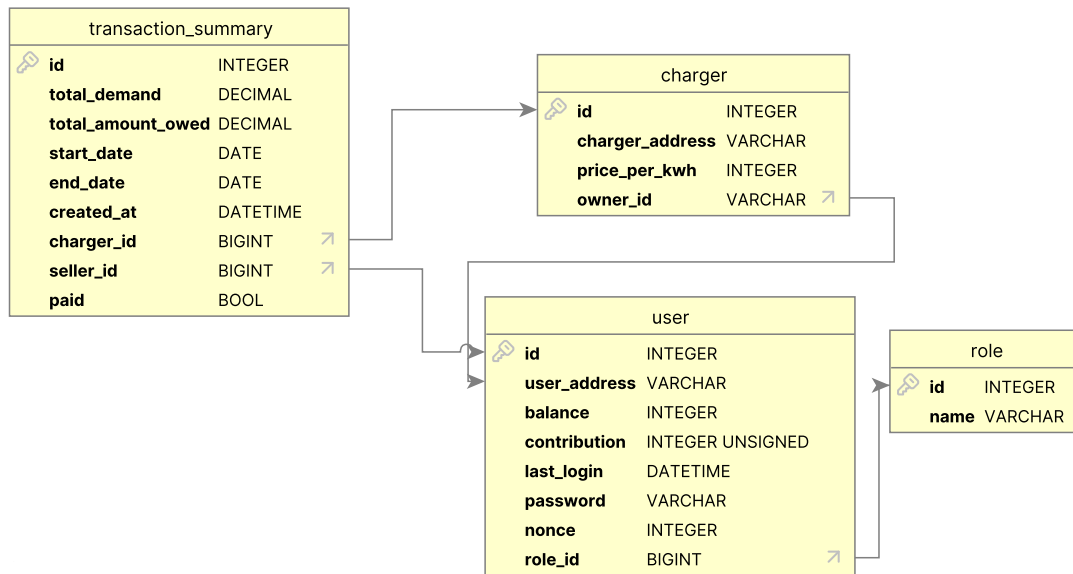 transaction_summary
id INTEGER
total_demand DECIMAL
total_amount_owed DECIMAL
start_date DATE
end_date DATE
created_at DATETIME
charger_id BIGINT
seller_id BIGINT
paid BOOL
charger
id INTEGER
charger_address VARCHAR
price_per_kwh INTEGER
owner_id VARCHAR
user
id INTEGER
user_address VARCHAR
balance INTEGER
contribution INTEGER UNSIGNED
last_login DATETIME
password VARCHAR
nonce INTEGER
role_id BIGINT
role
id INTEGER
name VARCHAR